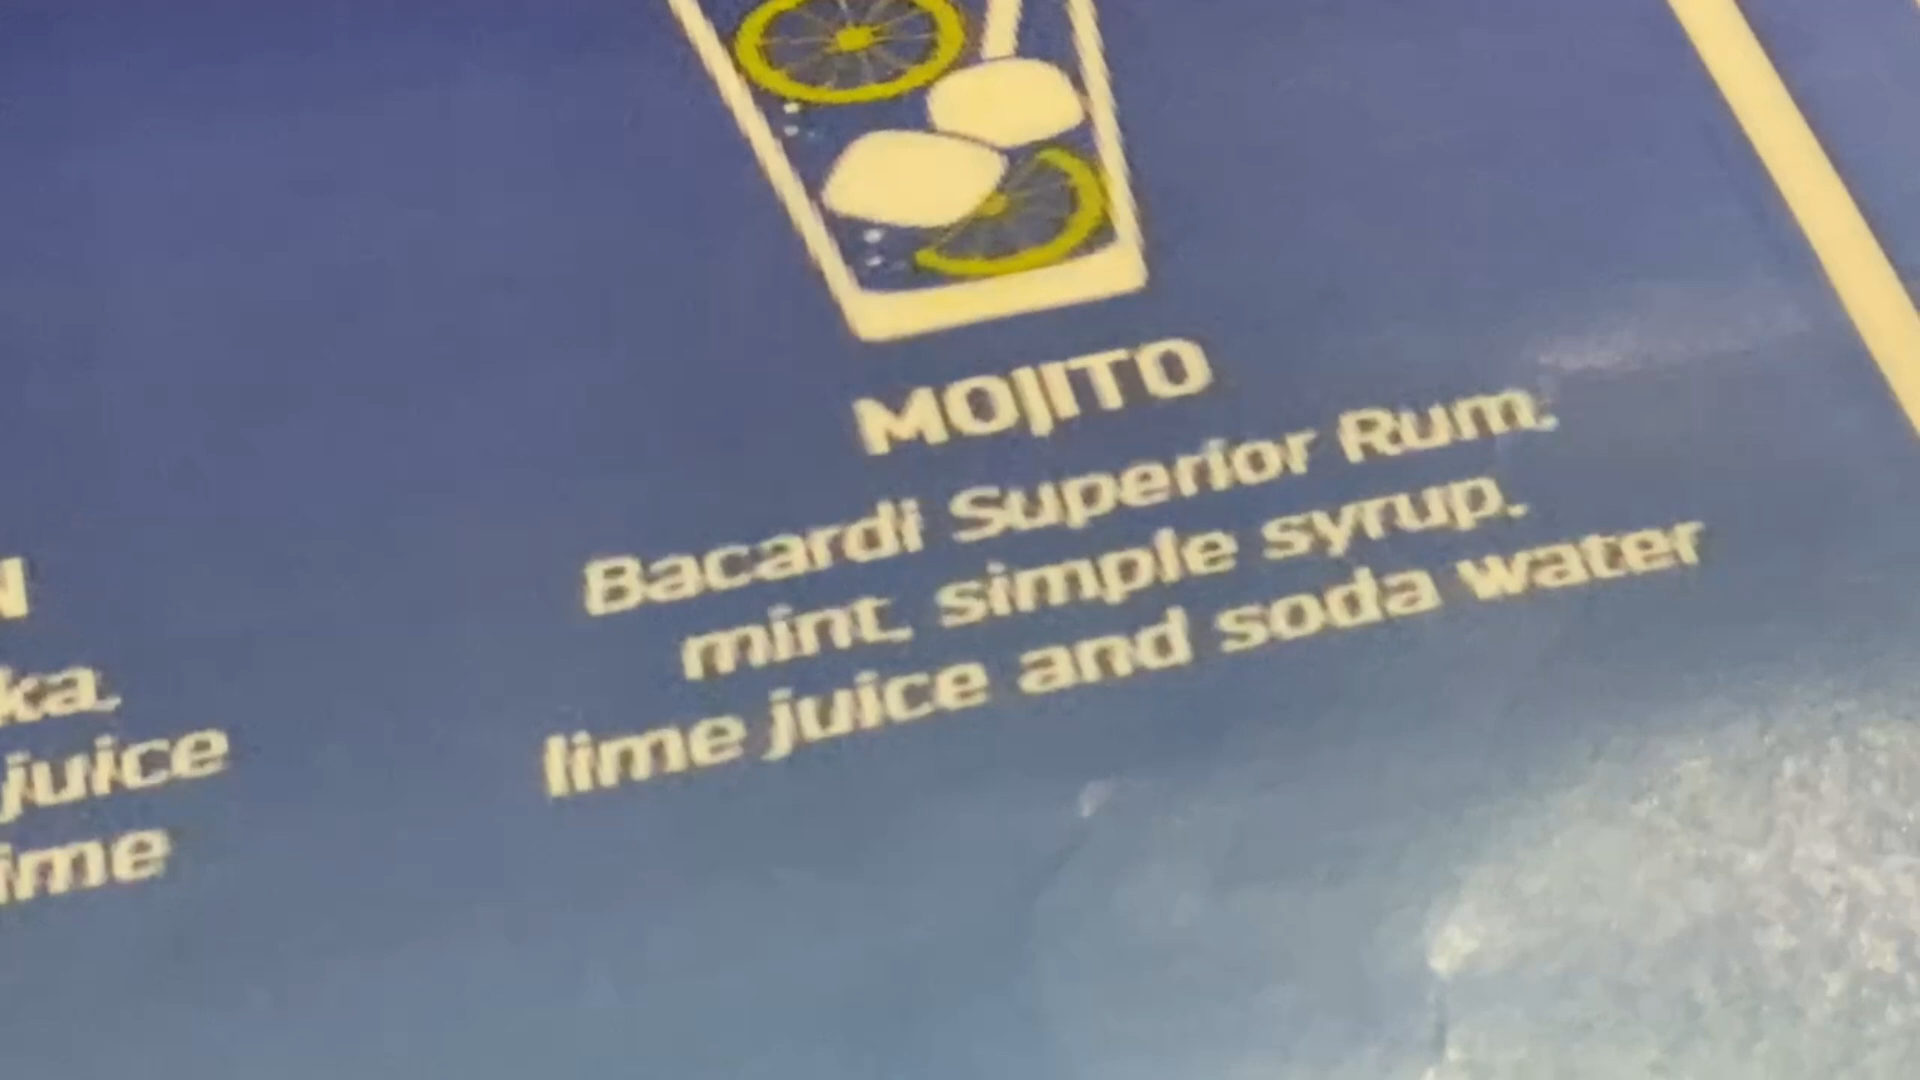 MOJITO
Bacardi Superior Rum,
mint, simple syrup,
lime juice and soda water
N
ka,
juice
ime